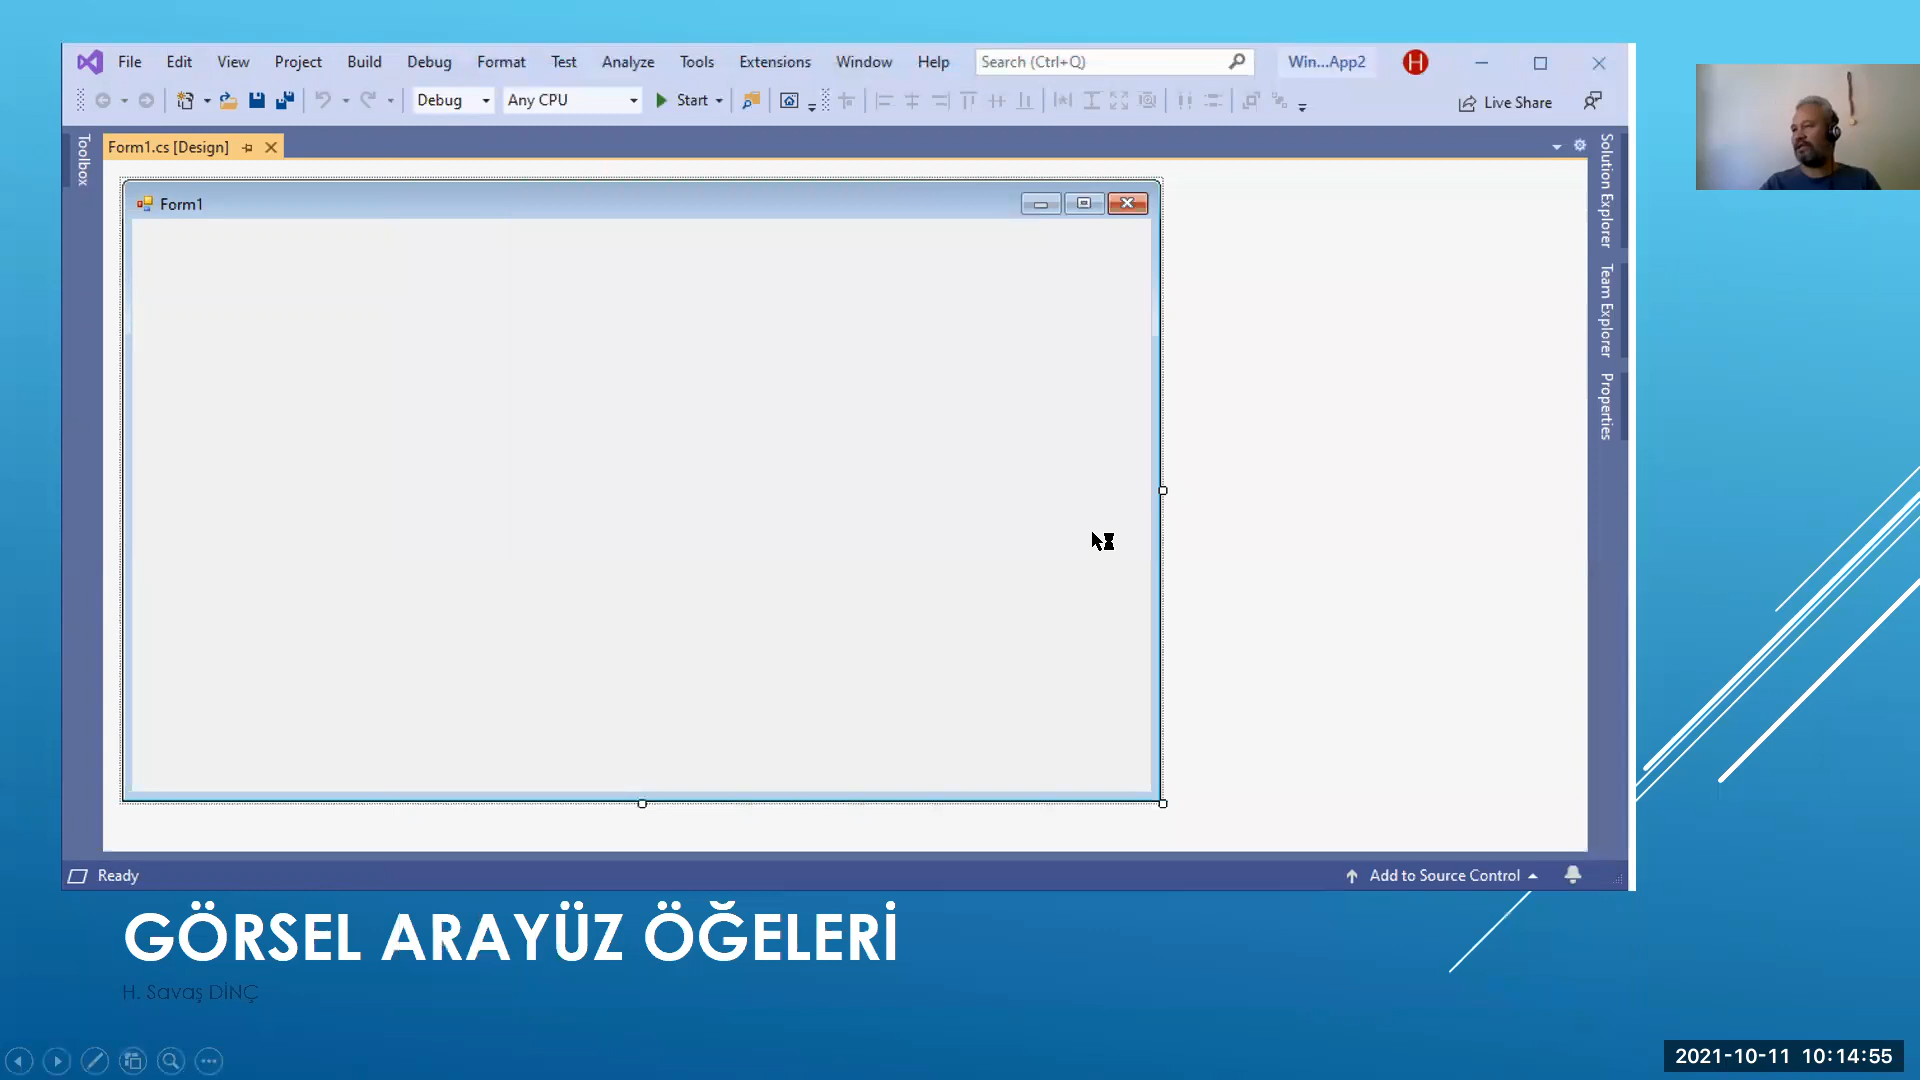 File Edit View Project Build Debug Format Test Analyze Tools Extensions Window Help Search (Ctrl+Q) Win...App2 H
Debug Any CPU Start Live Share
Toolbox
Form1.cs [Design]
Form1
Solution Explorer
Team Explorer
Properties
Ready Add to Source Control
GÖRSEL ARAYÜZ ÖĞELERİ
H. Savaş DİNÇ
2021-10-11 10:14:55